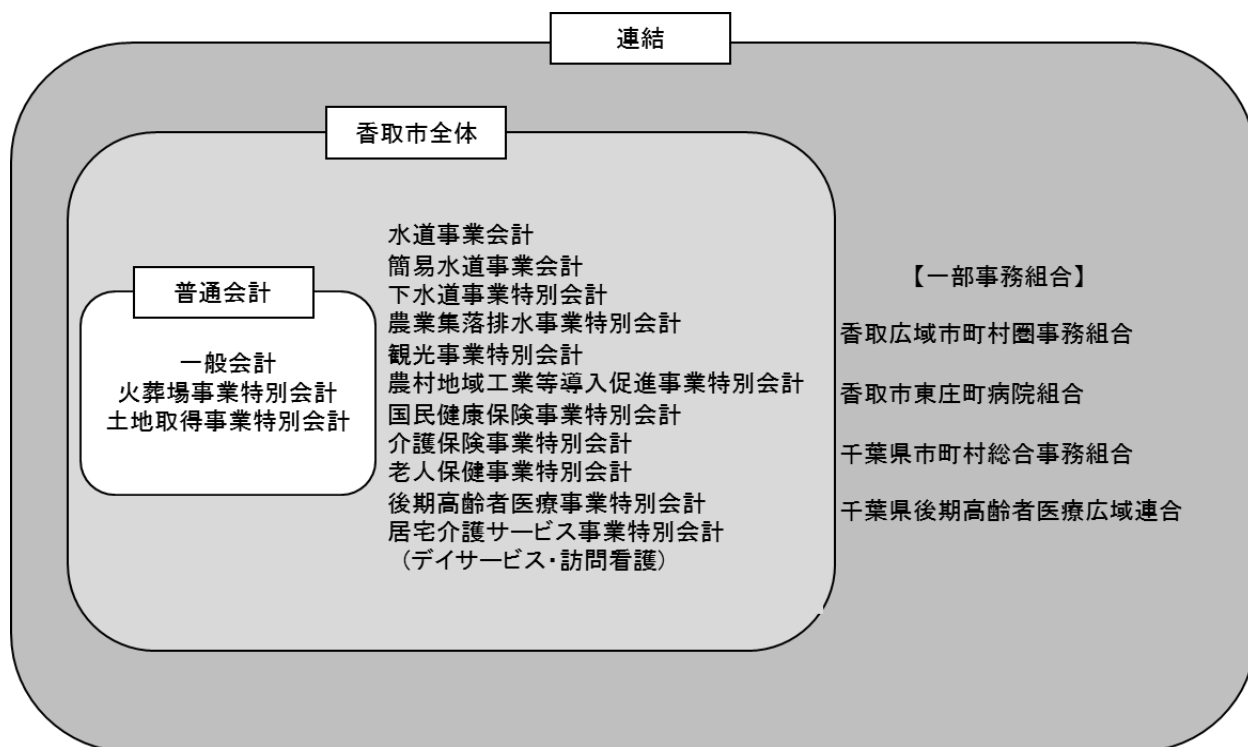 連結
香取市全体
普通会計
一般会計
火葬場事業特別会計
土地取得事業特別会計
水道事業会計
簡易水道事業会計
下水道事業特別会計
農業集落排水事業特別会計
観光事業特別会計
農村地域工業等導入促進事業特別会計
国民健康保険事業特別会計
介護保険事業特別会計
老人保健事業特別会計
後期高齢者医療事業特別会計
居宅介護サービス事業特別会計
(デイサービス・訪問看護)
【一部事務組合】
香取広域市町村圏事務組合
香取市東庄町病院組合
千葉県市町村総合事務組合
千葉県後期高齢者医療広域連合